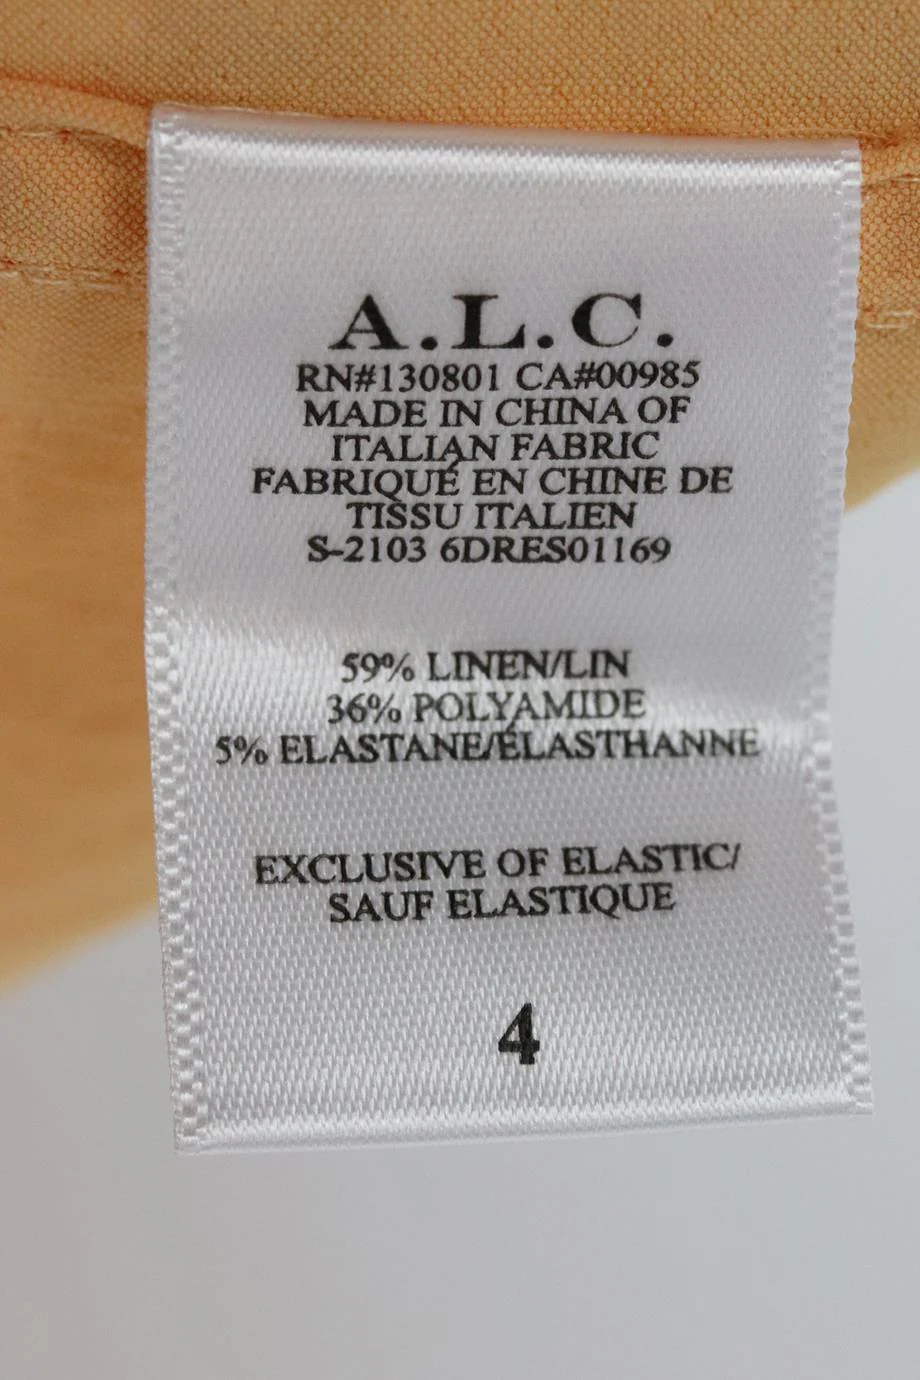 A.L.C.
RN#130801 CA#00985
MADE IN CHINA OF
ITALIAN FABRIC
FABRIQUÉ EN CHINE DE
TISSU ITALIEN
S-2103 6DRES01169
59% LINEN/LIN
36% POLYAMIDE
5% ELASTANE/ÉLASTHANNE
EXCLUSIVE OF ELASTIC/
SAUF ELASTIQUE
4